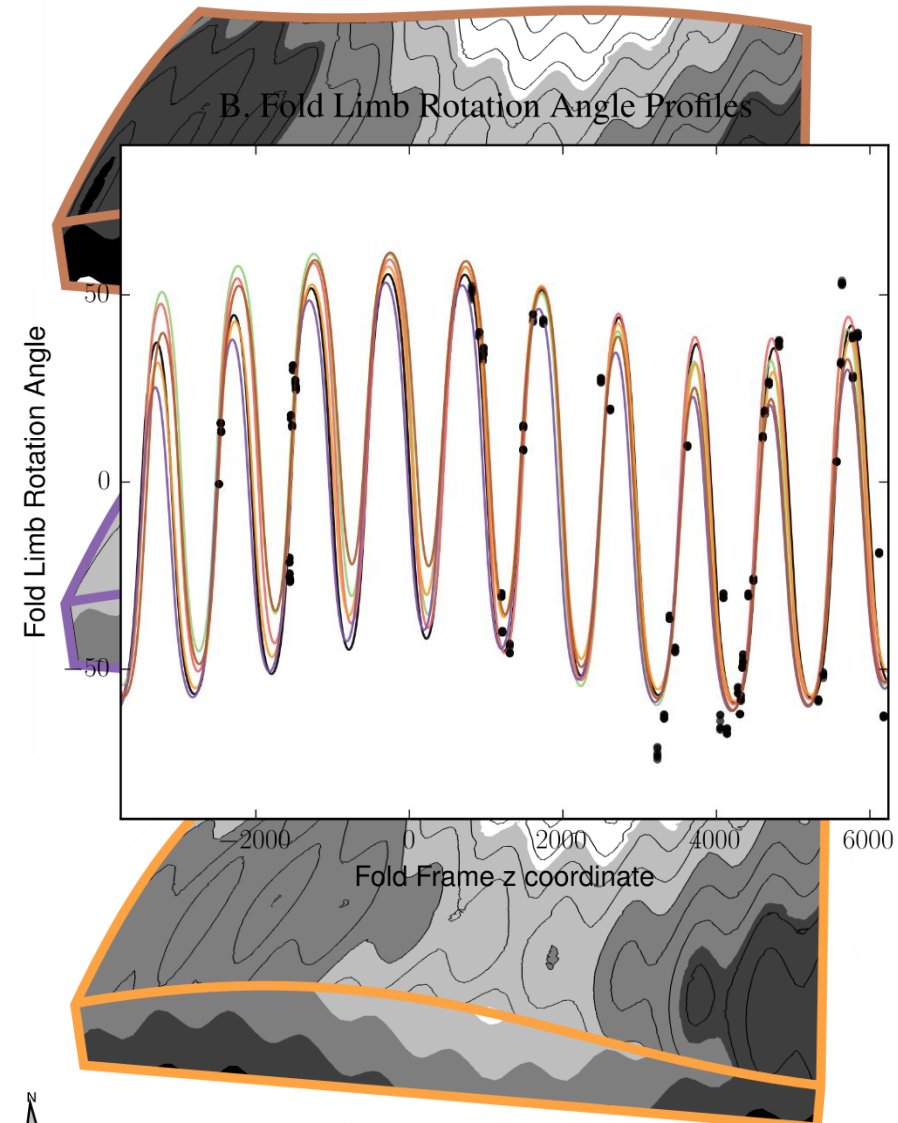 B. Fold Limb Rotation Angle Profiles
50
0
−50
Fold Limb Rotation Angle
−2000
0
2000
4000
6000
Fold Frame z coordinate
N